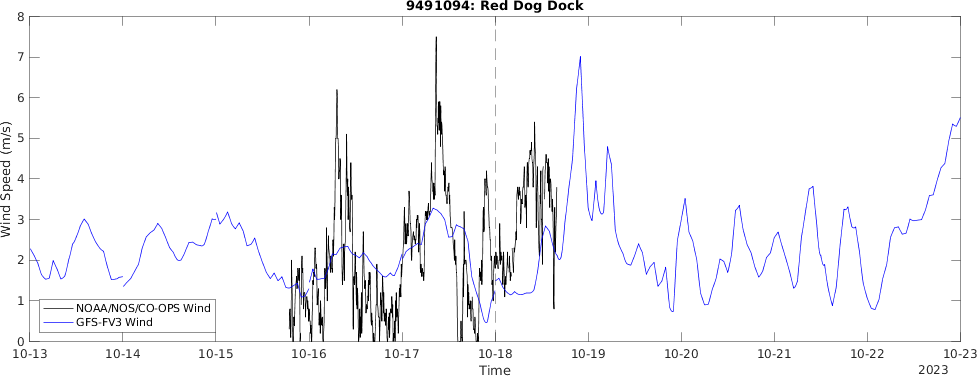 9491094: Red Dog Dock
Wind Speed (m/s)
8
7
6
5
4
3
2
1
0
NOAA/NOS/CO-OPS Wind
GFS-FV3 Wind
10-13 10-14 10-15 10-16 10-17 10-18 10-19 10-20 10-21 10-22 10-23
Time
2023